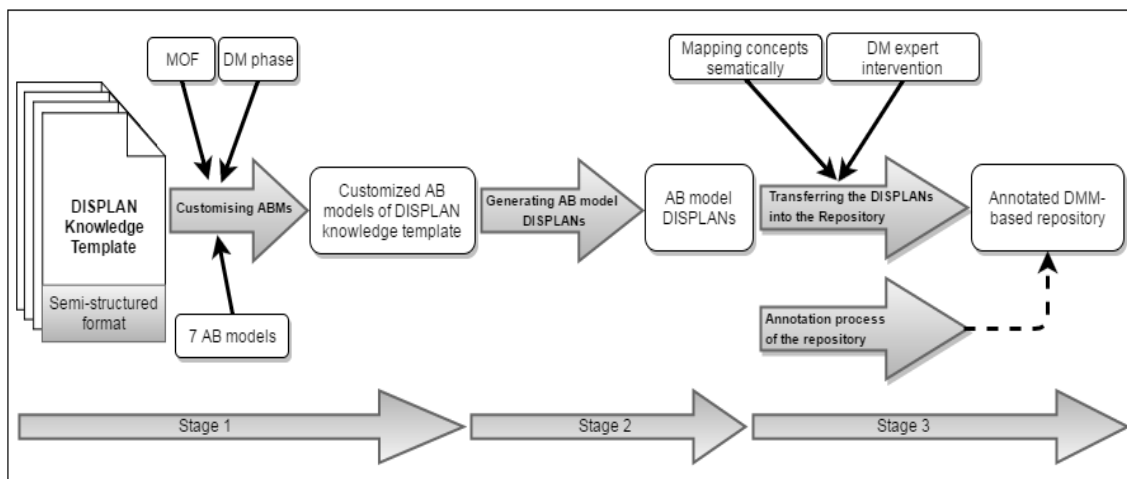 MOF
DM phase
Mapping concepts
sematically
DM expert
intervention
DISPLAN
Knowledge
Template
Semi-structured
format
Customising ABMs
7 AB models
Customized AB
models of DISPLAN
knowledge template
Generating AB model
DISPLANs
AB model
DISPLANs
Transferring the DISPLANs
into the Repository
Annotated DMM-
based repository
Annotation process
of the repository
Stage 1
Stage 2
Stage 3